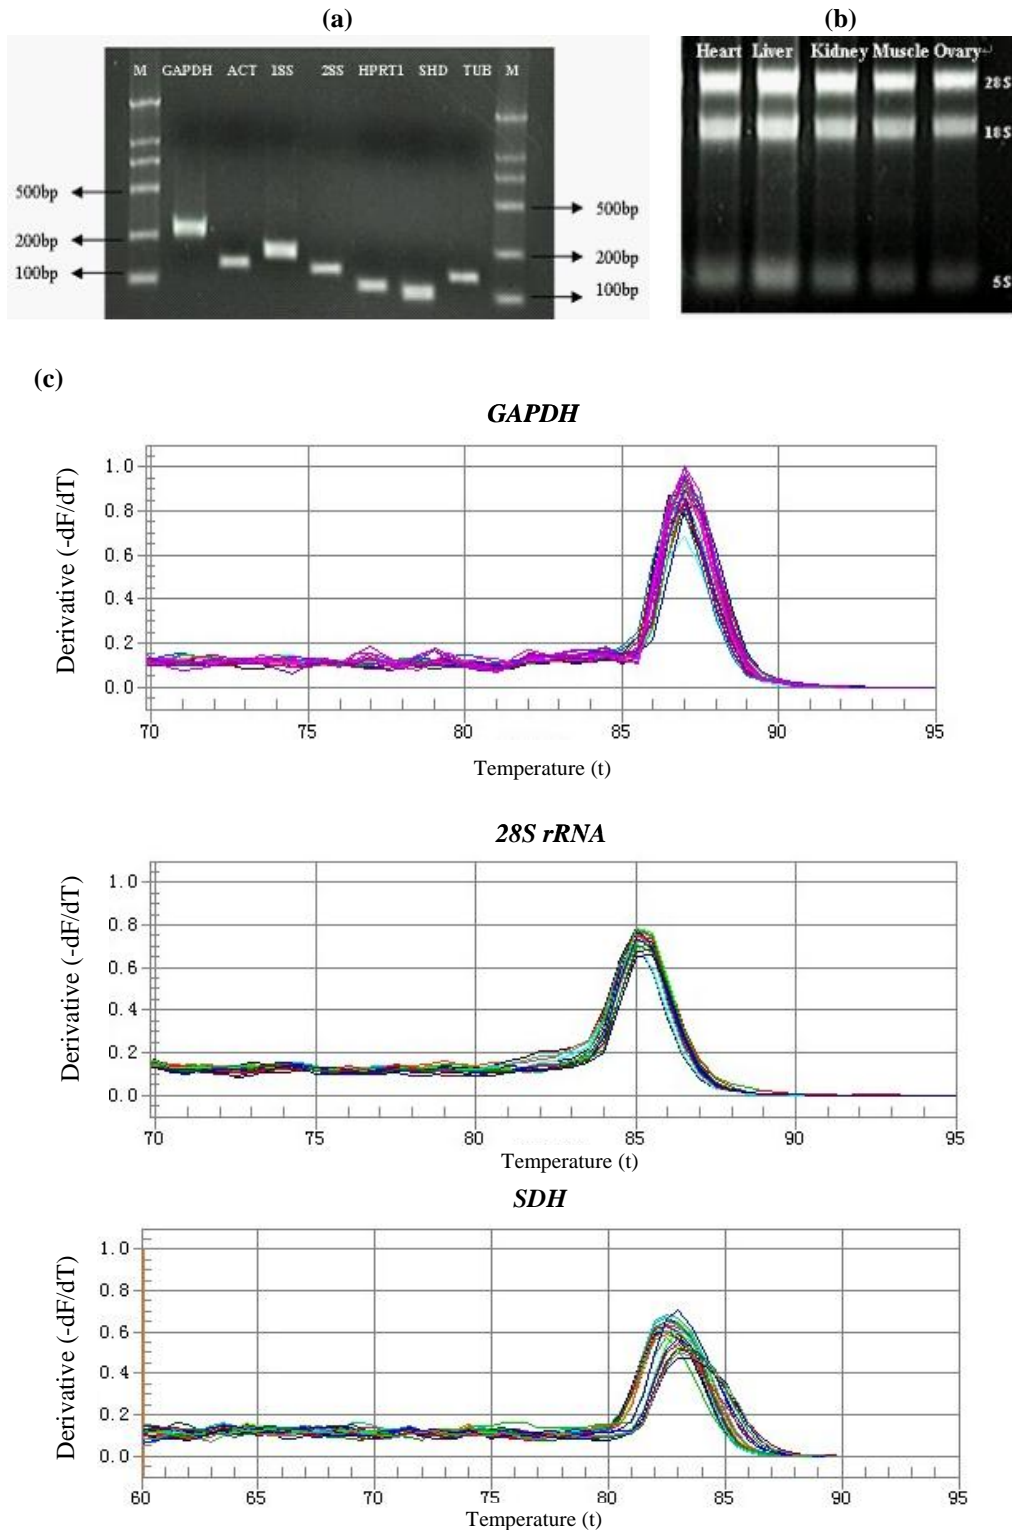 (a)
(b)
M GAPDH ACT 18S 28S HPRT1 SHD TUB M
500bp
200bp
100bp
500bp
200bp
100bp
Heart Liver Kidney Muscle Ovary
28S
18S
5S
(c)
GAPDH
Derivative (-dF/dT)
1.0
0.8
0.6
0.4
0.2
0.0
70 75 80 85 90 95
Temperature (t)
28S rRNA
Derivative (-dF/dT)
1.0
0.8
0.6
0.4
0.2
0.0
70 75 80 85 90 95
Temperature (t)
SDH
Derivative (-dF/dT)
1.0
0.8
0.6
0.4
0.2
0.0
60 65 70 75 80 85 90 95
Temperature (t)